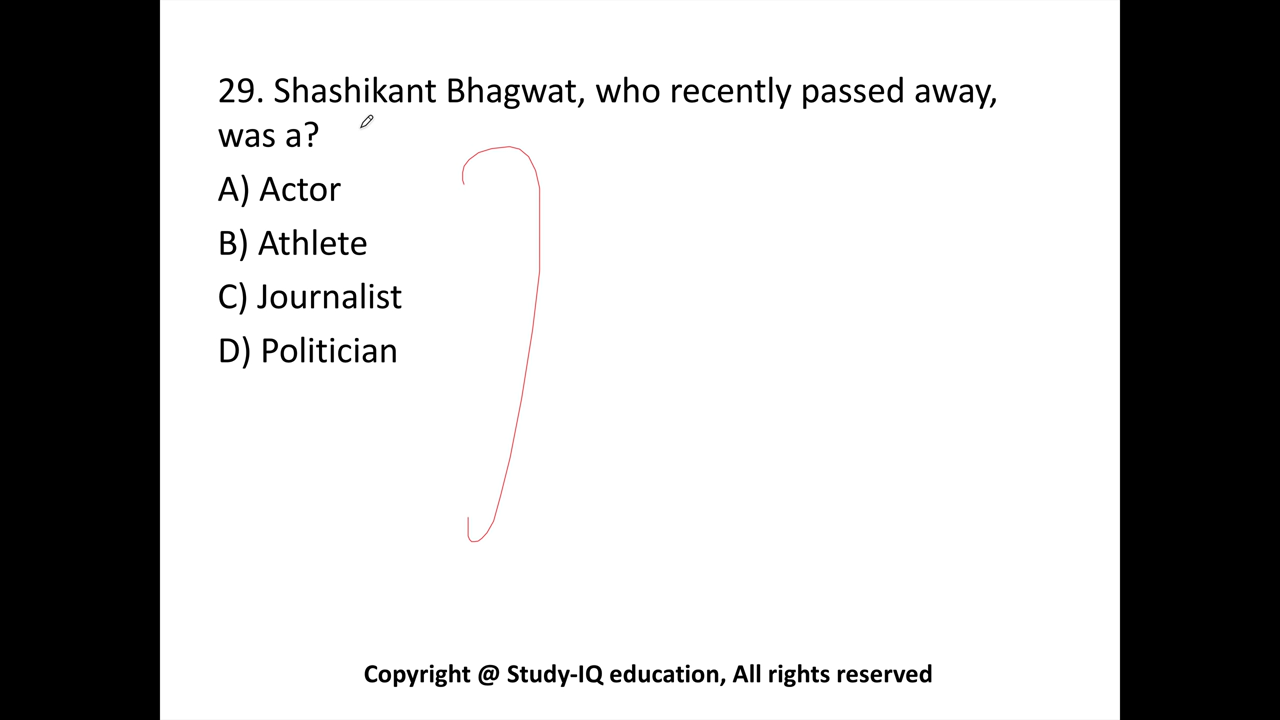 29. Shashikant Bhagwat, who recently passed away,
was a?
A) Actor
B) Athlete
C) Journalist
D) Politician
Copyright @ Study-IQ education, All rights reserved